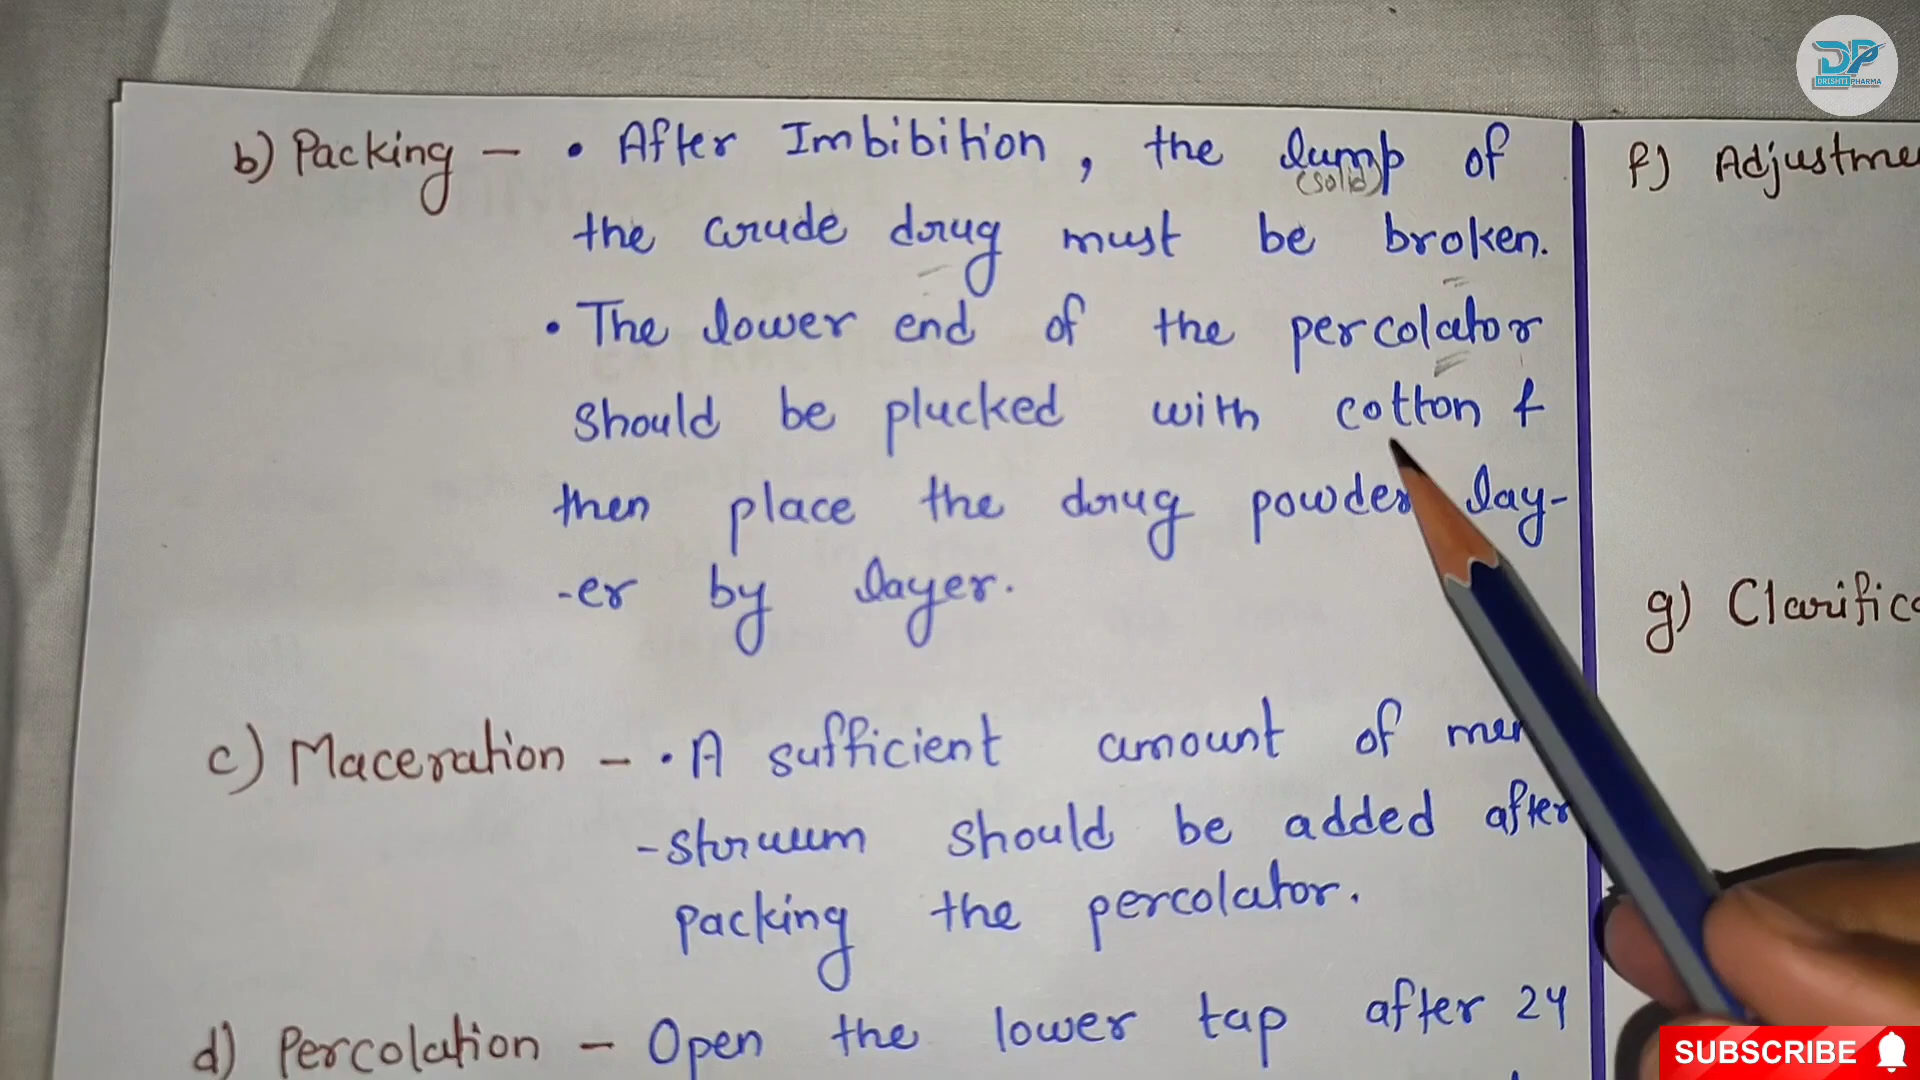 DP
DRISHTI PHARMA
b) Packing - • After Imbibition, the lump of
(solid)
the crude drug must be broken.
• The lower end of the percolator
should be plucked with cotton &
then place the drug powder lay-
-er by layer.
c) Maceration - • A sufficient amount of men
-struum should be added after
packing the percolator.
d) Percolation - Open the lower tap after 24
f) Adjustme
g) Clarific
SUBSCRIBE